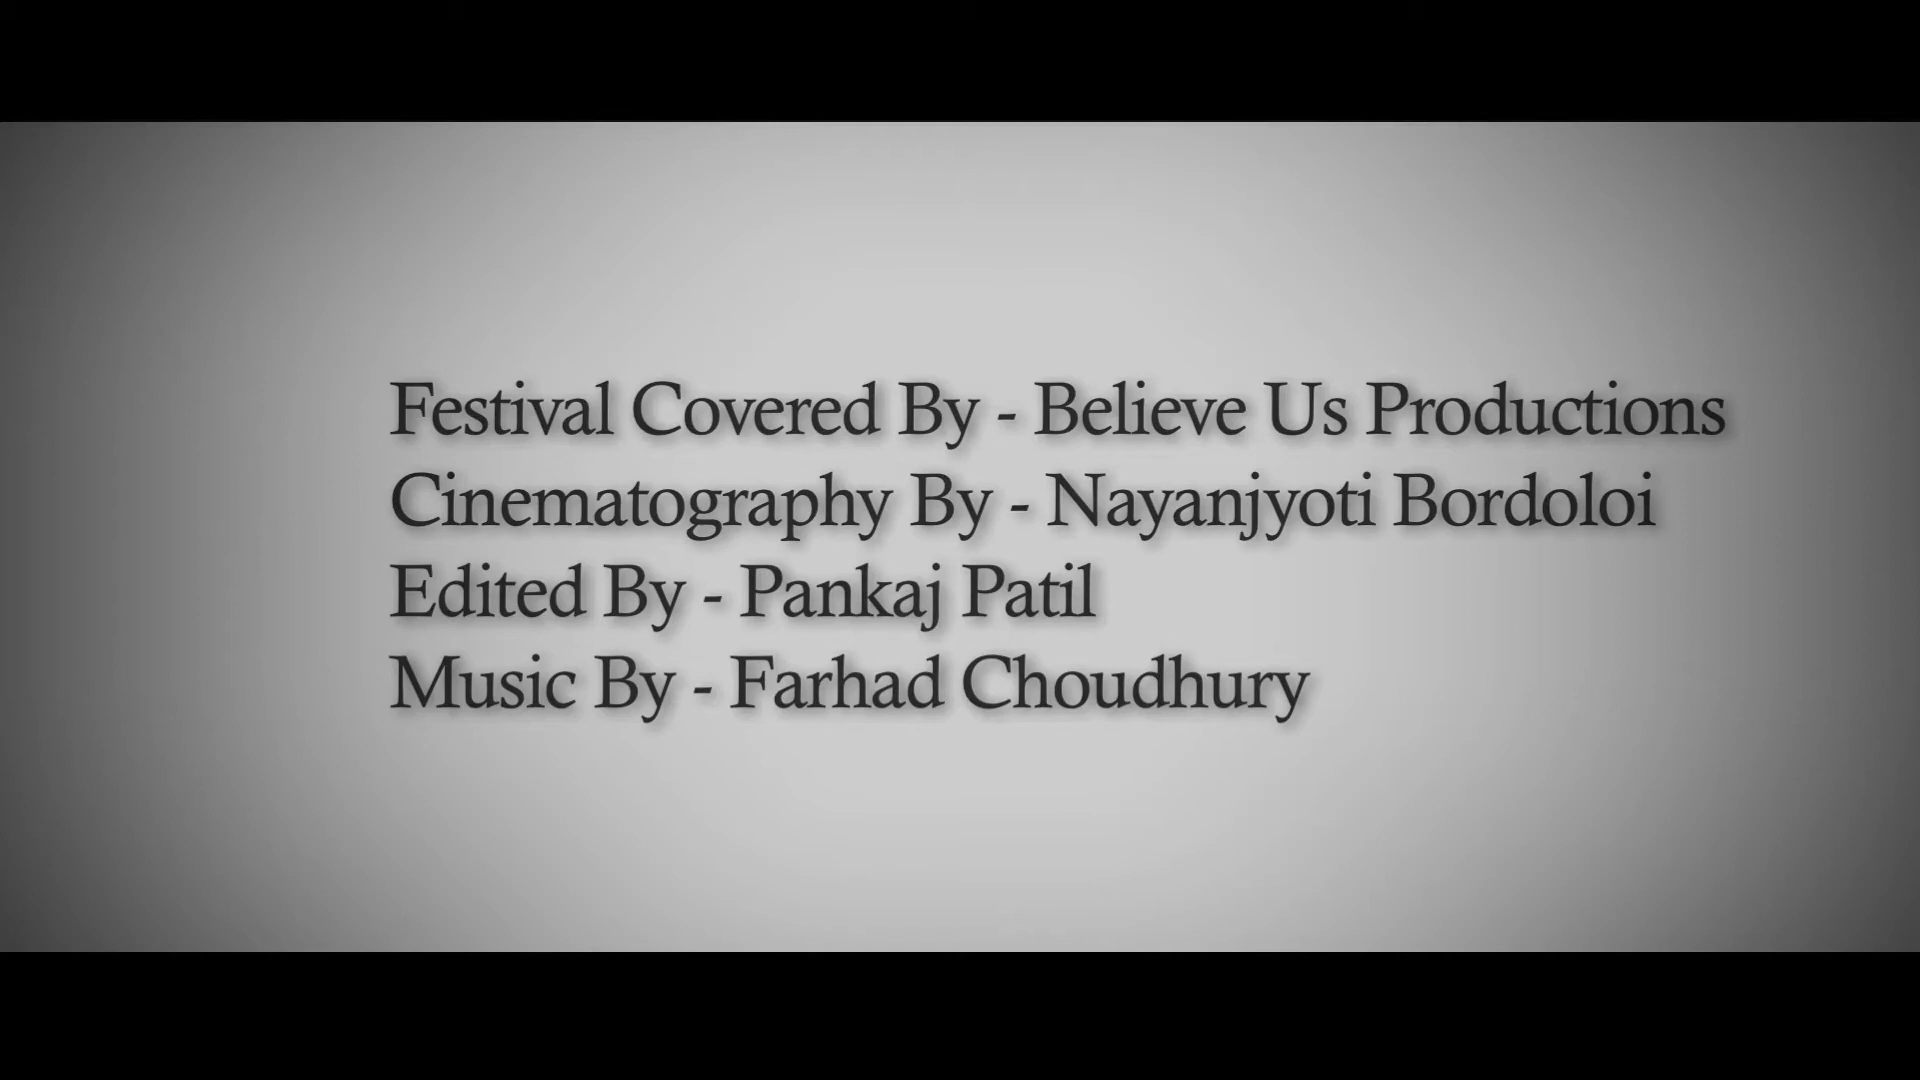 Festival Covered By - Believe Us Productions
Cinematography By - Nayanjyoti Bordoloi
Edited By - Pankaj Patil
Music By - Farhad Choudhury